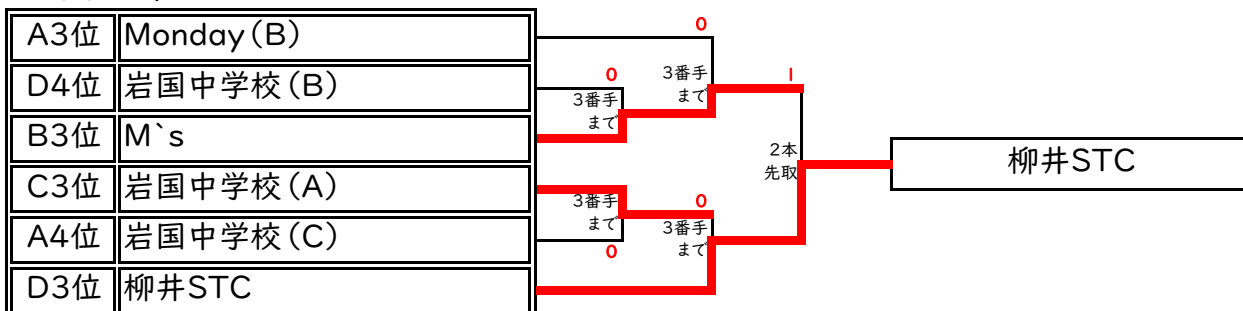 A3位 Monday(B)
D4位 岩国中学校(B)
B3位 M`s
C3位 岩国中学校(A)
A4位 岩国中学校(C)
D3位 柳井STC
0
0
3番手
まで
3番手
まで
1
2本
先取
3番手
まで
0
0
3番手
まで
柳井STC